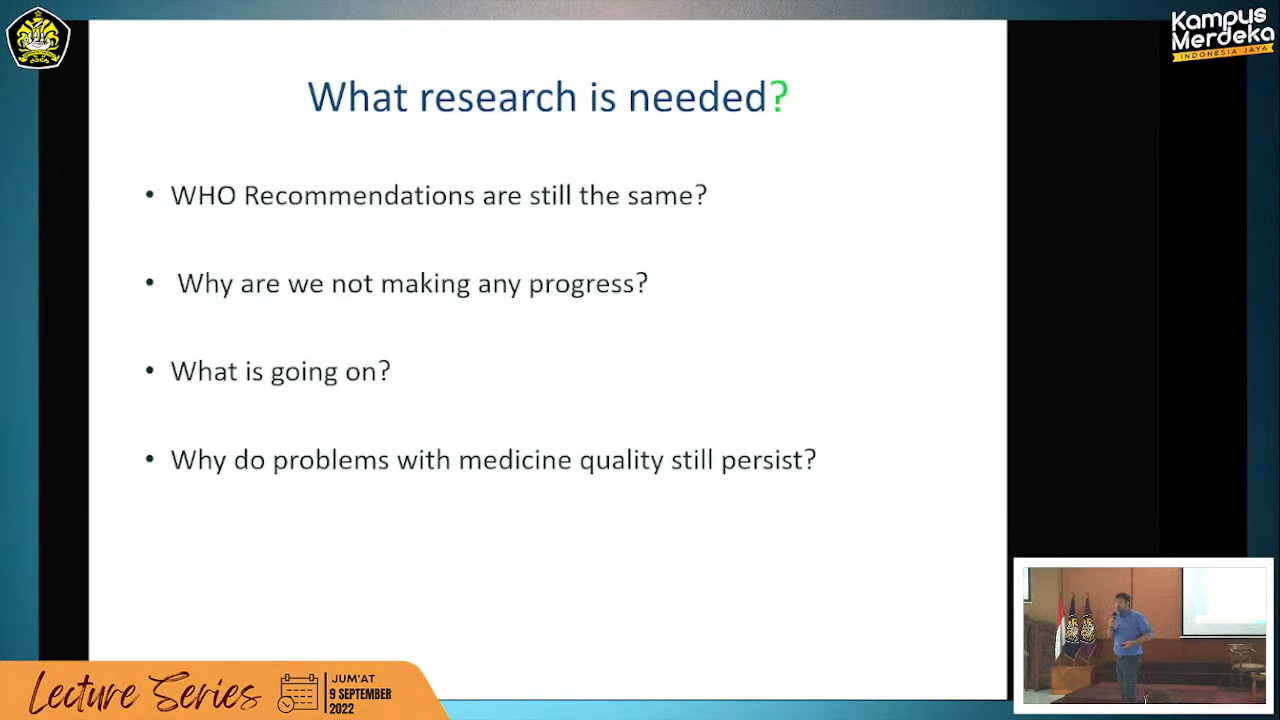 Kampus
Merdeka
INDONESIA JAYA
What research is needed?
• WHO Recommendations are still the same?
• Why are we not making any progress?
• What is going on?
• Why do problems with medicine quality still persist?
Lecture Series
JUM'AT
9 SEPTEMBER
2022